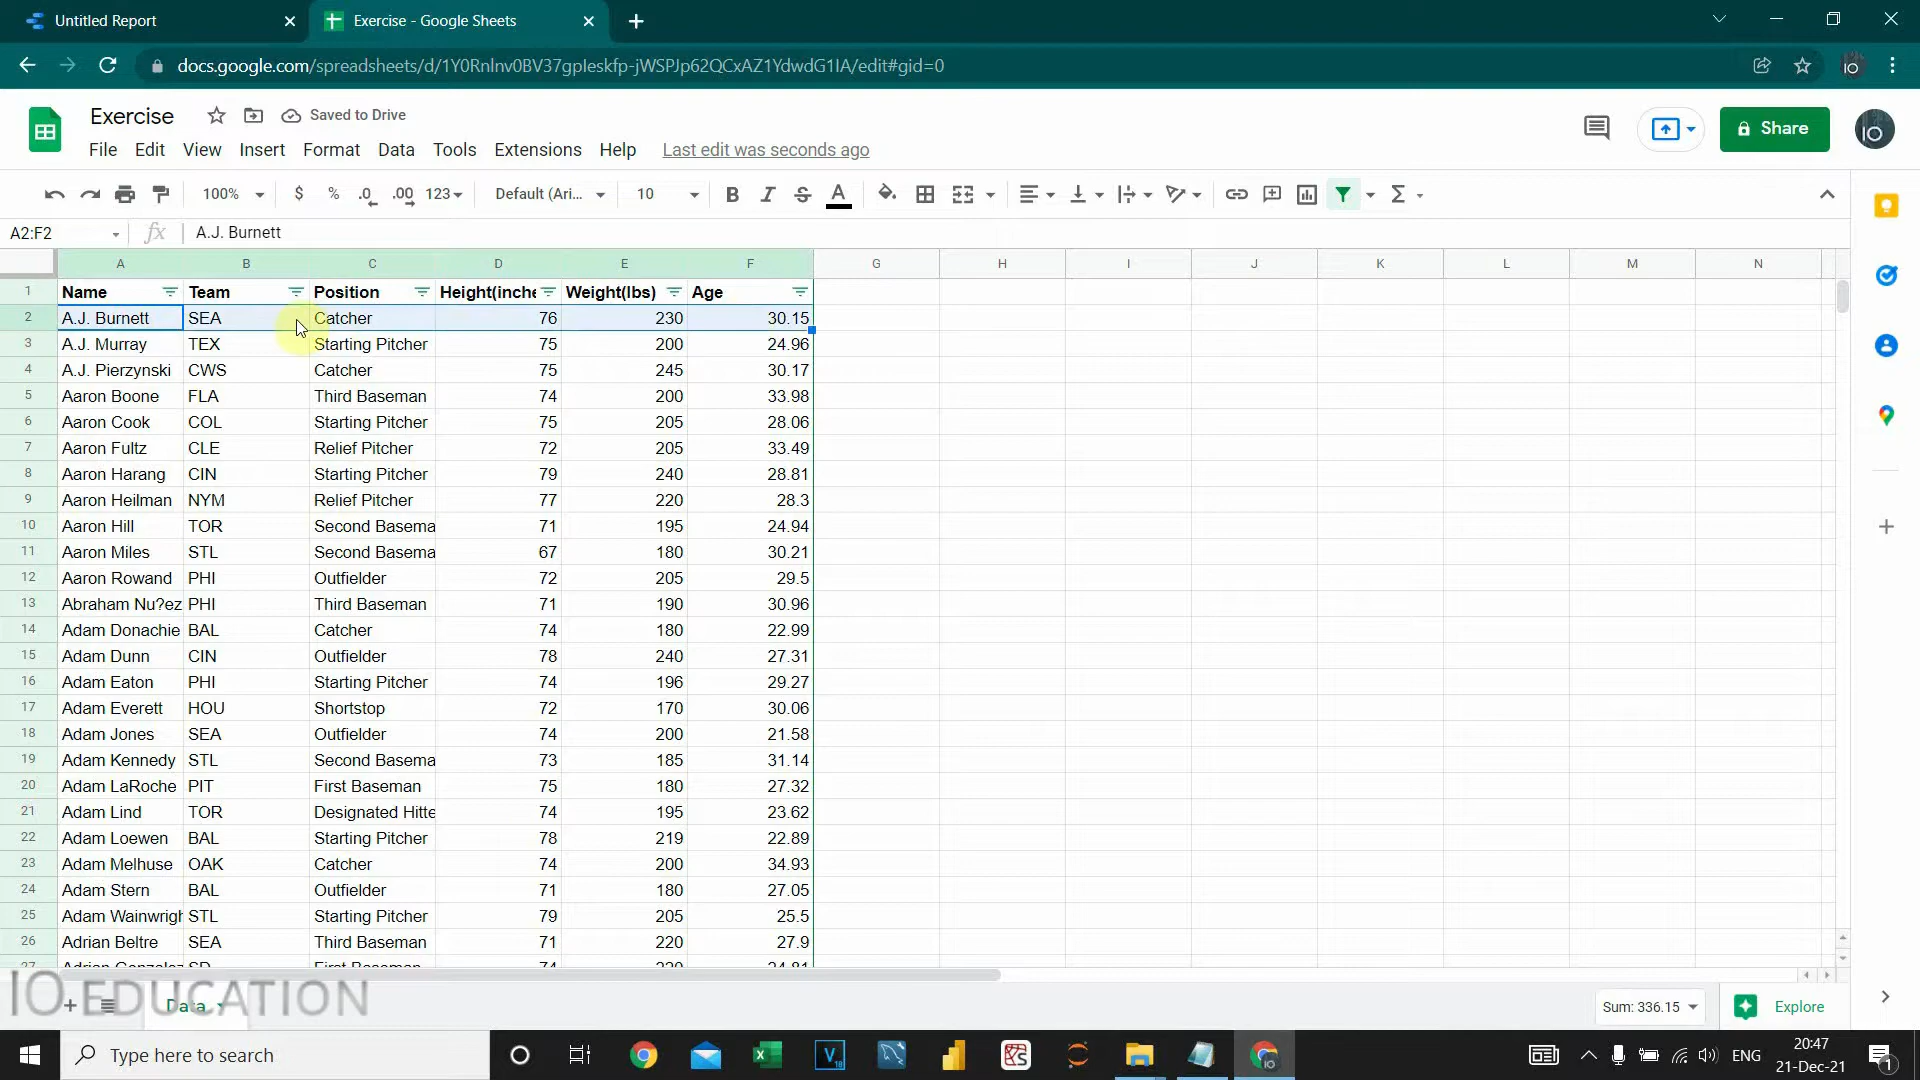 Untitled Report
Exercise - Google Sheets
docs.google.com/spreadsheets/d/1Y0RnInv0BV37gpIeskfp-jWSPJp62QCxAZ1YdwdG1IA/edit#gid=0
IO
Exercise
Saved to Drive
Share
IO
File Edit View Insert Format Data Tools Extensions Help Last edit was seconds ago
100% $ % .0 .00 123 Default (Ari... 10 B I S A Σ
A2:F2 fx A.J. Burnett
A B C D E F G H I J K L M N
1 Name Team Position Height(inche Weight(lbs) Age
2 A.J. Burnett SEA Catcher 76 230 30.15
3 A.J. Murray TEX Starting Pitcher 75 200 24.96
4 A.J. Pierzynski CWS Catcher 75 245 30.17
5 Aaron Boone FLA Third Baseman 74 200 33.98
6 Aaron Cook COL Starting Pitcher 75 205 28.06
7 Aaron Fultz CLE Relief Pitcher 72 205 33.49
8 Aaron Harang CIN Starting Pitcher 79 240 28.81
9 Aaron Heilman NYM Relief Pitcher 77 220 28.3
10 Aaron Hill TOR Second Basema 71 195 24.94
11 Aaron Miles STL Second Basema 67 180 30.21
12 Aaron Rowand PHI Outfielder 72 205 29.5
13 Abraham Nu?ez PHI Third Baseman 71 190 30.96
14 Adam Donachie BAL Catcher 74 180 22.99
15 Adam Dunn CIN Outfielder 78 240 27.31
16 Adam Eaton PHI Starting Pitcher 74 196 29.27
17 Adam Everett HOU Shortstop 72 170 30.06
18 Adam Jones SEA Outfielder 74 200 21.58
19 Adam Kennedy STL Second Basema 73 185 31.14
20 Adam LaRoche PIT First Baseman 75 180 27.32
21 Adam Lind TOR Designated Hitte 74 195 23.62
22 Adam Loewen BAL Starting Pitcher 78 219 22.89
23 Adam Melhuse OAK Catcher 74 200 34.93
24 Adam Stern BAL Outfielder 71 180 27.05
25 Adam Wainwrigh STL Starting Pitcher 79 205 25.5
26 Adrian Beltre SEA Third Baseman 71 220 27.9
27 Adrian Gonzalez SD First Baseman 74 220 24.81
IO EDUCATION
Data
Sum: 336.15
Explore
Type here to search
ENG
20:47
21-Dec-21
1